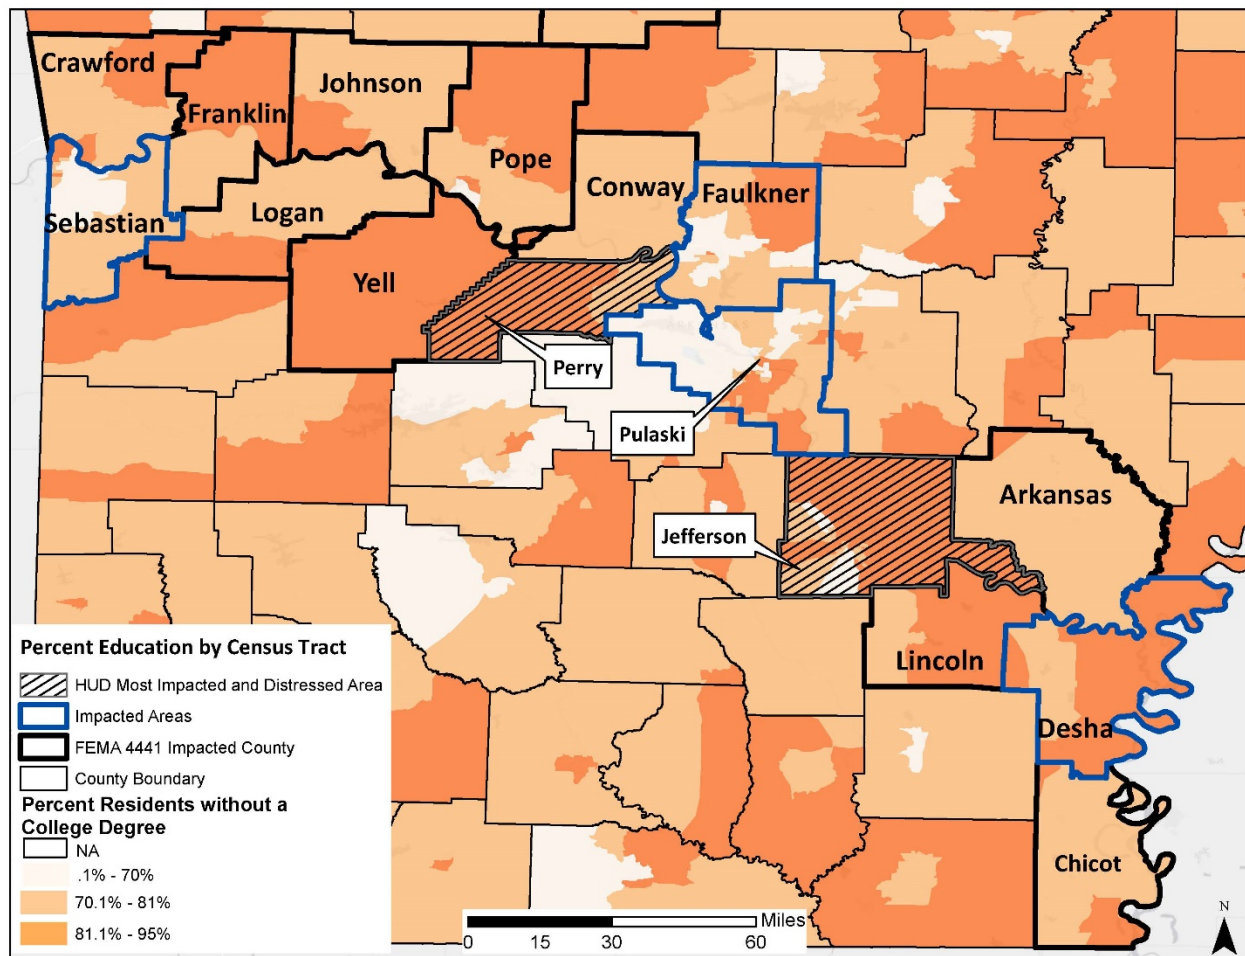 Crawford
Johnson
Franklin
Pope
Conway
Faulkner
Sebastian
Logan
Yell
Perry
Pulaski
Arkansas
Jefferson
Lincoln
Desha
Chicot
Percent Education by Census Tract
HUD Most Impacted and Distressed Area
Impacted Areas
FEMA 4441 Impacted County
County Boundary
Percent Residents without a
College Degree
NA
.1% - 70%
70.1% - 81%
81.1% - 95%
Miles
0 15 30 60
N